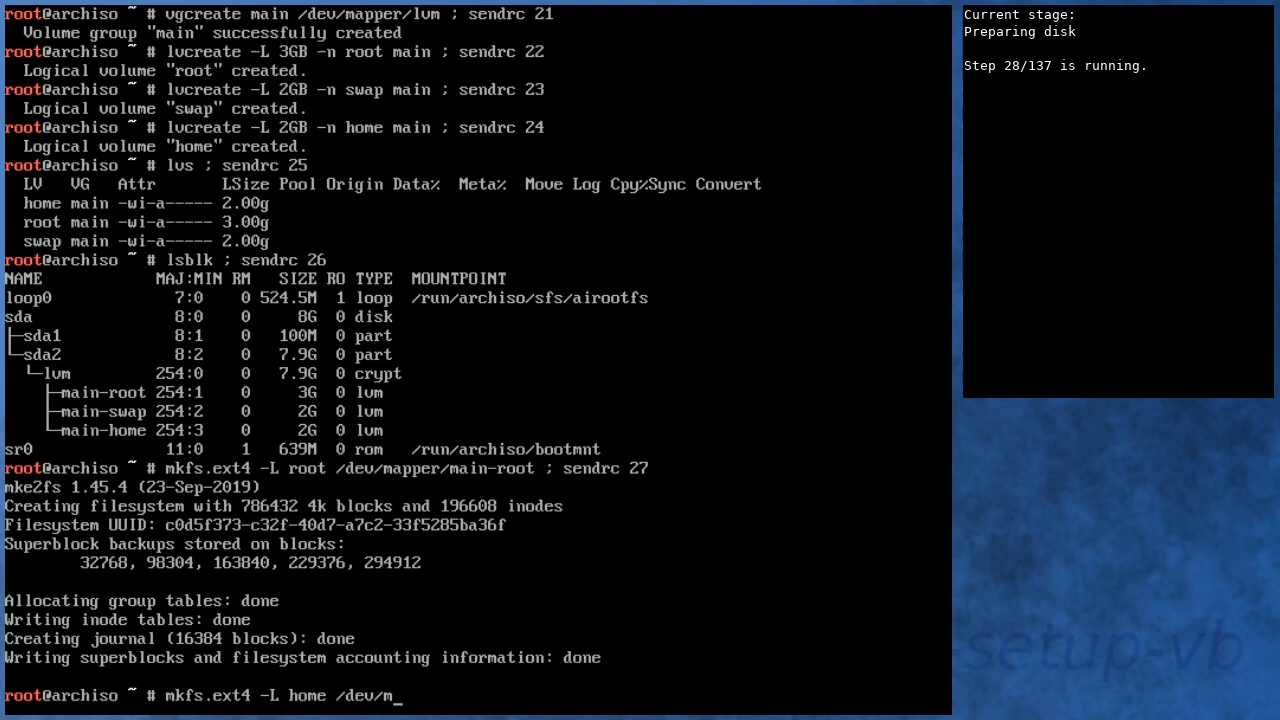 root@archiso ~ # vgcreate main /dev/mapper/lvm ; sendrc 21
  Volume group "main" successfully created
root@archiso ~ # lvcreate -L 3GB -n root main ; sendrc 22
  Logical volume "root" created.
root@archiso ~ # lvcreate -L 2GB -n swap main ; sendrc 23
  Logical volume "swap" created.
root@archiso ~ # lvcreate -L 2GB -n home main ; sendrc 24
  Logical volume "home" created.
root@archiso ~ # lvs ; sendrc 25
  LV   VG   Attr       LSize Pool Origin Data%  Meta%  Move Log Cpy%Sync Convert
  home main -wi-a----- 2.00g
  root main -wi-a----- 3.00g
  swap main -wi-a----- 2.00g
root@archiso ~ # lsblk ; sendrc 26
NAME            MAJ:MIN RM   SIZE RO TYPE  MOUNTPOINT
loop0             7:0    0 524.5M  1 loop  /run/archiso/sfs/airootfs
sda               8:0    0     8G  0 disk
├─sda1            8:1    0   100M  0 part
└─sda2            8:2    0   7.9G  0 part
  └─lvm         254:0    0   7.9G  0 crypt
    ├─main-root 254:1    0     3G  0 lvm
    ├─main-swap 254:2    0     2G  0 lvm
    └─main-home 254:3    0     2G  0 lvm
sr0              11:0    1   639M  0 rom   /run/archiso/bootmnt
root@archiso ~ # mkfs.ext4 -L root /dev/mapper/main-root ; sendrc 27
mke2fs 1.45.4 (23-Sep-2019)
Creating filesystem with 786432 4k blocks and 196608 inodes
Filesystem UUID: c0d5f373-c32f-40d7-a7c2-33f5285ba36f
Superblock backups stored on blocks:
        32768, 98304, 163840, 229376, 294912

Allocating group tables: done
Writing inode tables: done
Creating journal (16384 blocks): done
Writing superblocks and filesystem accounting information: done

root@archiso ~ # mkfs.ext4 -L home /dev/m_
Current stage:
Preparing disk

Step 28/137 is running.
-setup-vb